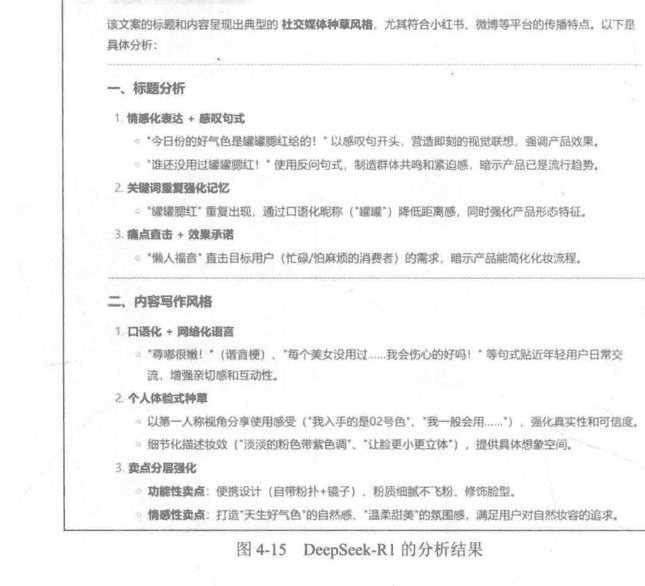 该文案的标题和内容呈现出典型的 社交媒体种草风格，尤其符合小红书、微博等平台的传播特点。以下是
具体分析：
一、标题分析
1. 情感化表达 + 感叹句式
○ "今日份的好气色是罐罐腮红给的！" 以感叹句开头，营造即刻的视觉联想，强调产品效果。
○ "谁还没用过罐罐腮红！" 使用反问句式，制造群体共鸣和紧迫感，暗示产品已是流行趋势。
2. 关键词重复强化记忆
○ "罐罐腮红" 重复出现，通过口语化昵称（"罐罐"）降低距离感，同时强化产品形态特征。
3. 痛点直击 + 效果承诺
○ "懒人福音" 直击目标用户（忙碌/怕麻烦的消费者）的需求，暗示产品能简化化妆流程。
二、内容写作风格
1. 口语化 + 网络化语言
○ "尊嘟很嫩！"（谐音梗）、"每个美女没用过……我会伤心的好吗！" 等句式贴近年轻用户日常交
流，增强亲切感和互动性。
2. 个人体验式种草
○ 以第一人称视角分享使用感受（"我入手的是02号色"、"我一般会用……"），强化真实性和可信度。
○ 细节化描述妆效（"淡淡的粉色带紫色调"、"让脸更小更立体"），提供具体想象空间。
3. 卖点分层强化
○ 功能性卖点：便携设计（自带粉扑+镜子）、粉质细腻不飞粉、修饰脸型。
○ 情感性卖点：打造"天生好气色"的自然感、"温柔甜美"的氛围感，满足用户对自然妆容的追求。
图 4-15 DeepSeek-R1 的分析结果